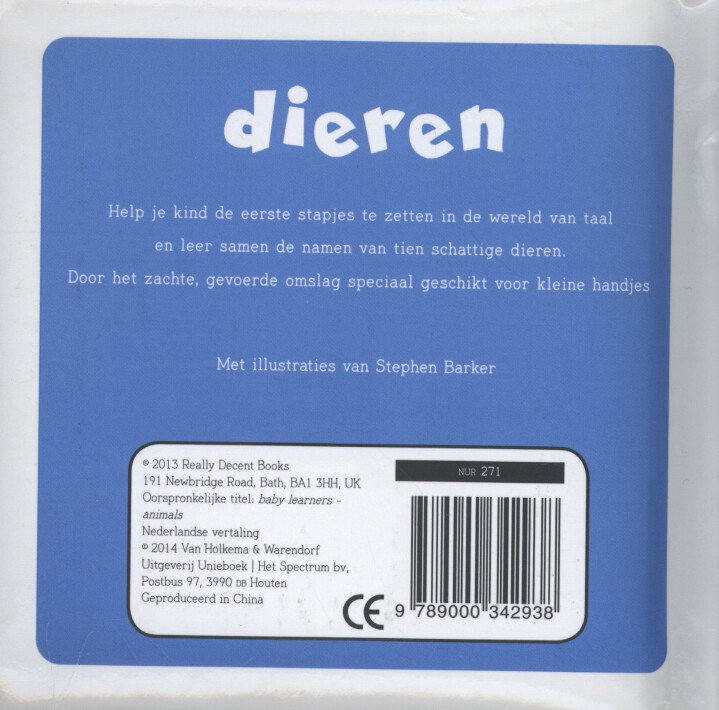 dieren
Help je kind de eerste stapjes te zetten in de wereld van taal
en leer samen de namen van tien schattige dieren.
Door het zachte, gevoerde omslag speciaal geschikt voor kleine handjes
Met illustraties van Stephen Barker
© 2013 Really Decent Books
191 Newbridge Road, Bath, BA1 3HH, UK
Oorspronkelijke titel: baby learners -
animals
Nederlandse vertaling
© 2014 Van Holkema & Warendorf
Uitgeverij Unieboek | Het Spectrum bv,
Postbus 97, 3990 DB Houten
Geproduceerd in China
CE
NUR 271
9 789000 342938